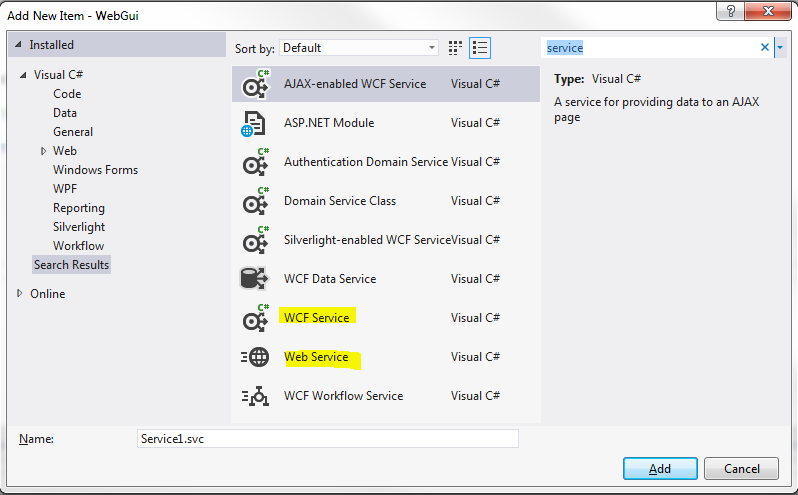 Add New Item - WebGui
?
Installed
Sort by: Default
service
Visual C#
Code
Data
General
Web
Windows Forms
WPF
Reporting
Silverlight
Workflow
Search Results
Online
C# AJAX-enabled WCF Service Visual C#
ASP.NET Module Visual C#
C# Authentication Domain Service Visual C#
C# Domain Service Class Visual C#
C# Silverlight-enabled WCF Service Visual C#
WCF Data Service Visual C#
C# WCF Service Visual C#
Web Service Visual C#
WCF Workflow Service Visual C#
Type: Visual C#
A service for providing data to an AJAX
page
Name: Service1.svc
Add Cancel